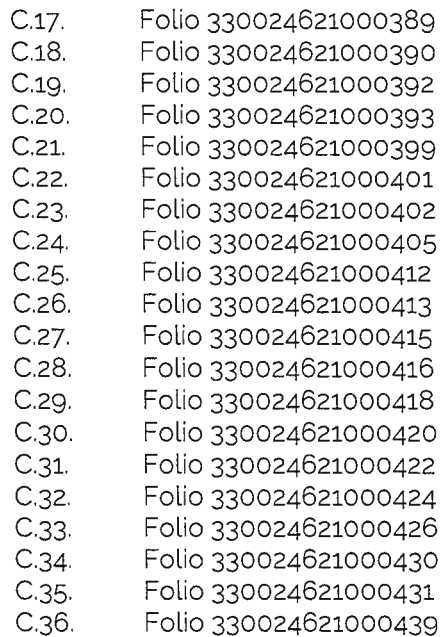 C.17. Folio 330024621000389
C.18. Folio 330024621000390
C.19. Folio 330024621000392
C.20. Folio 330024621000393
C.21. Folio 330024621000399
C.22. Folio 330024621000401
C.23. Folio 330024621000402
C.24. Folio 330024621000405
C.25. Folio 330024621000412
C.26. Folio 330024621000413
C.27. Folio 330024621000415
C.28. Folio 330024621000416
C.29. Folio 330024621000418
C.30. Folio 330024621000420
C.31. Folio 330024621000422
C.32. Folio 330024621000424
C.33. Folio 330024621000426
C.34. Folio 330024621000430
C.35. Folio 330024621000431
C.36. Folio 330024621000439